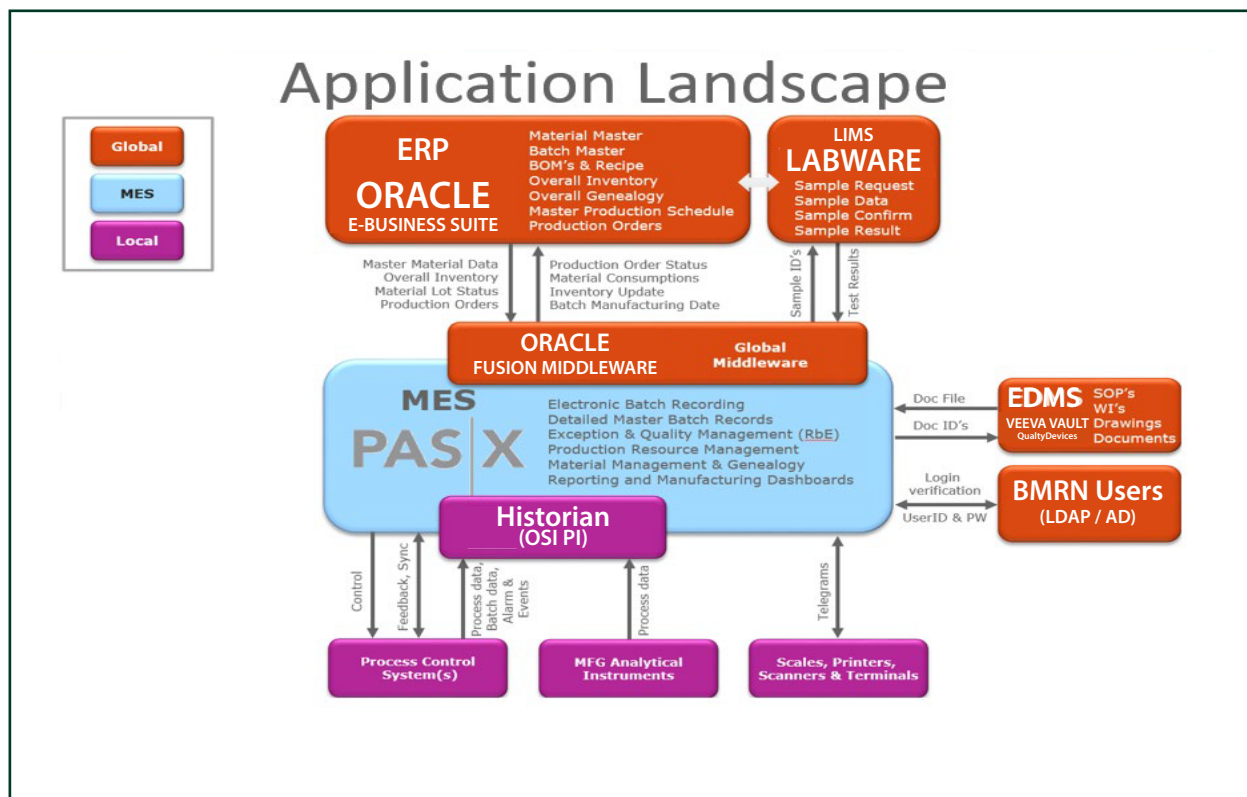 Application Landscape
Global
MES
Local
ERP
ORACLE
E-BUSINESS SUITE
Material Master
Batch Master
BOM's & Recipe
Overall Inventory
Overall Genealogy
Master Production Schedule
Production Orders
LIMS
LABWARE
Sample Request
Sample Data
Sample Confirm
Sample Result
Master Material Data
Overall Inventory
Material Lot Status
Production Orders
Production Order Status
Material Consumptions
Inventory Update
Batch Manufacturing Date
Sample ID's
Test Results
ORACLE
FUSION MIDDLEWARE
Global
Middleware
MES
PAS|X
Electronic Batch Recording
Detailed Master Batch Records
Exception & Quality Management (RbE)
Production Resource Management
Material Management & Genealogy
Reporting and Manufacturing Dashboards
Doc File
Doc ID's
EDMS
VEEVA VAULT
QualtyDevices
SOP's
WI's
Drawings
Documents
Login
verification
UserID & PW
BMRN Users
(LDAP / AD)
Historian
(OSI PI)
Control
Feedback, Sync
Process data,
Batch data,
Alarm &
Events
Process data
Telegrams
Process Control
System(s)
MFG Analytical
Instruments
Scales, Printers,
Scanners & Terminals